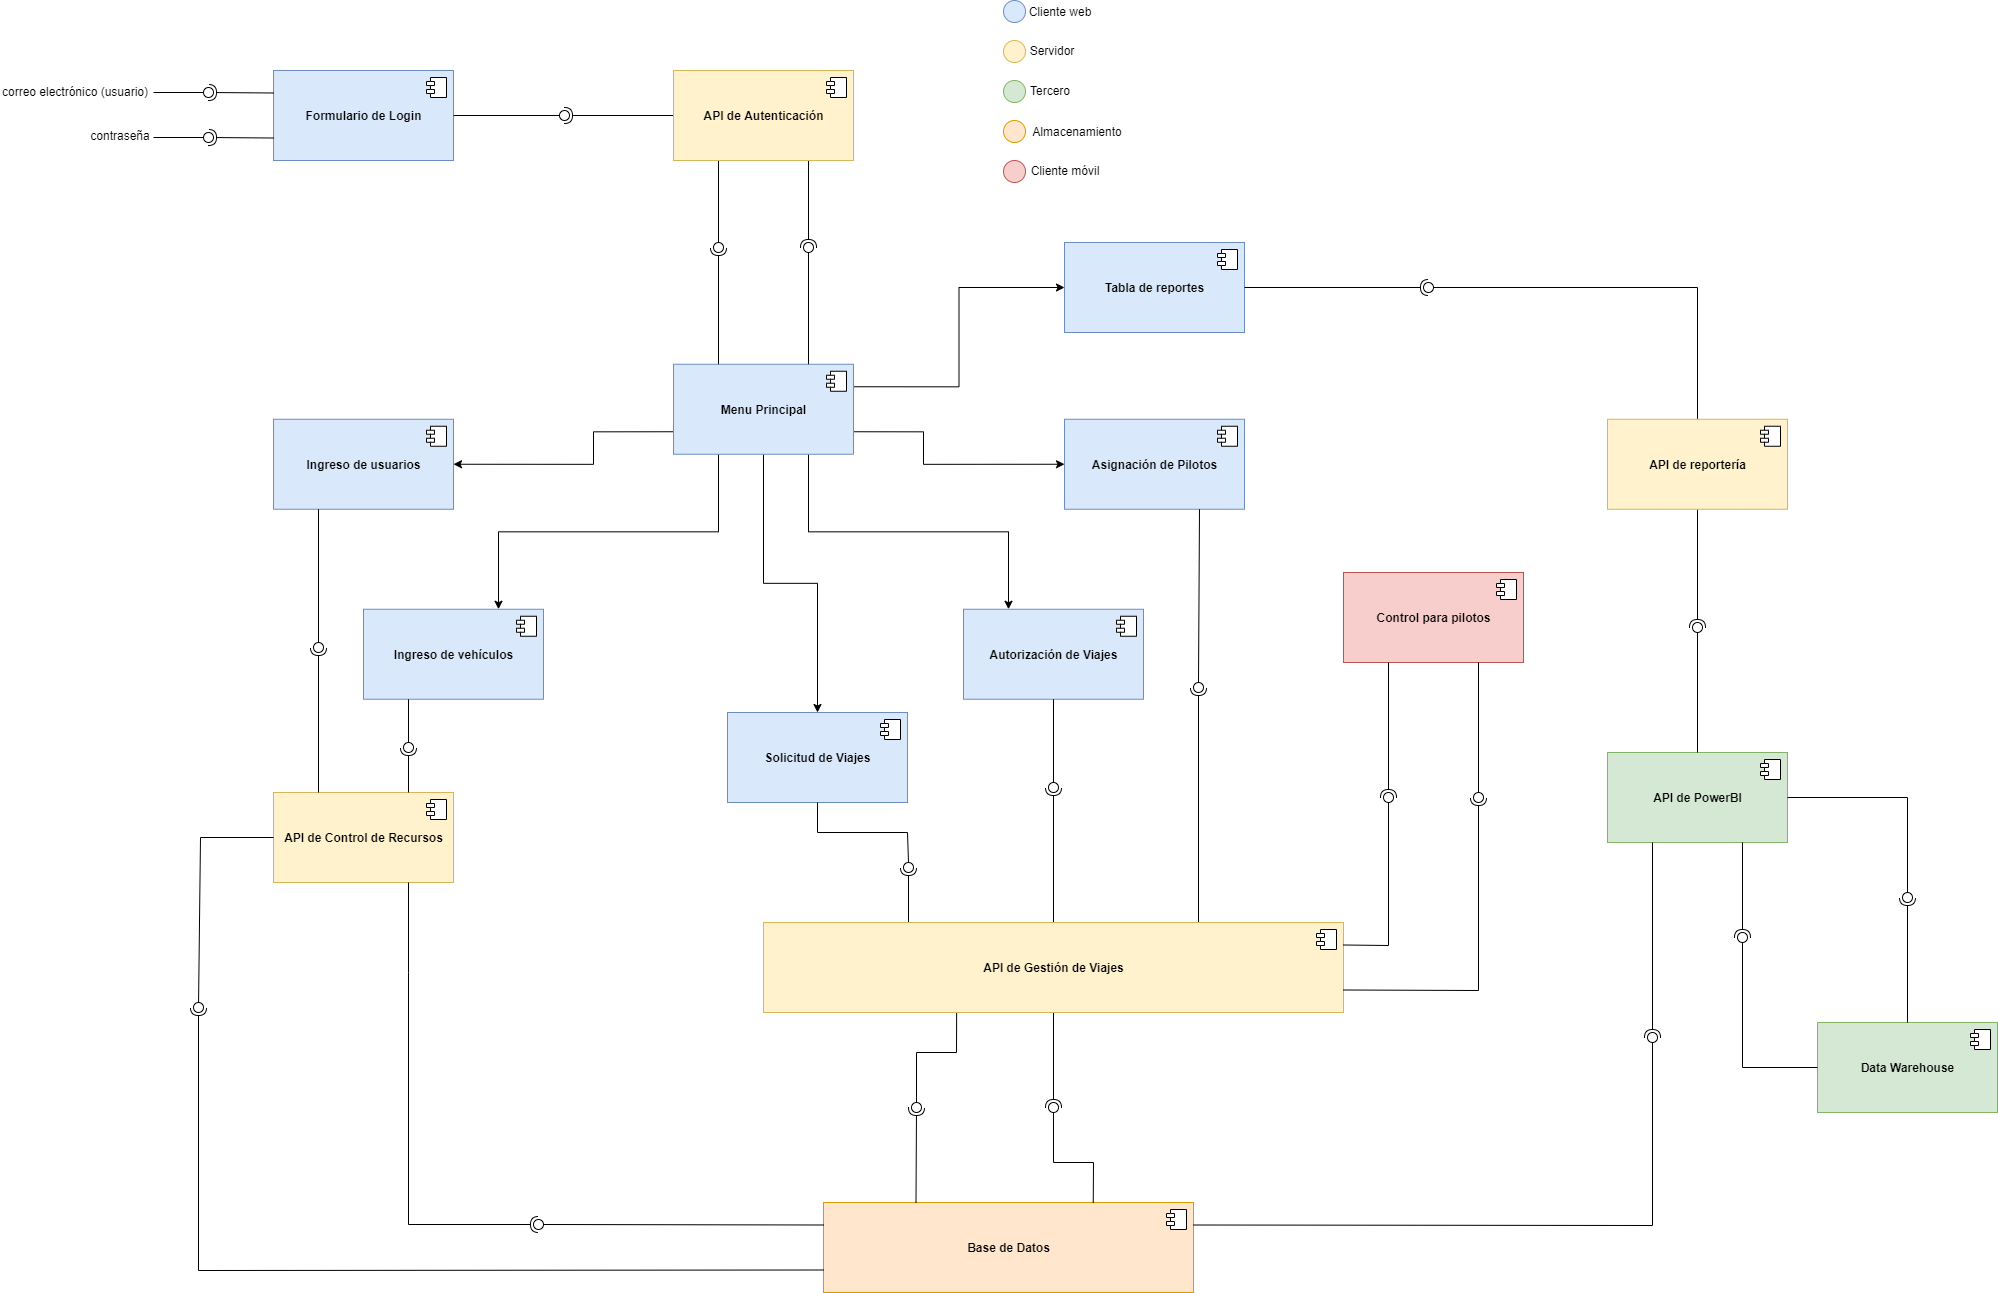 Cliente web
Servidor
Tercero
Almacenamiento
Cliente móvil
correo electrónico (usuario)
contraseña
Formulario de Login
API de Autenticación
Tabla de reportes
Menu Principal
Ingreso de usuarios
Asignación de Pilotos
API de reportería
Control para pilotos
Ingreso de vehículos
Autorización de Viajes
Solicitud de Viajes
API de PowerBI
API de Control de Recursos
API de Gestión de Viajes
Data Warehouse
Base de Datos